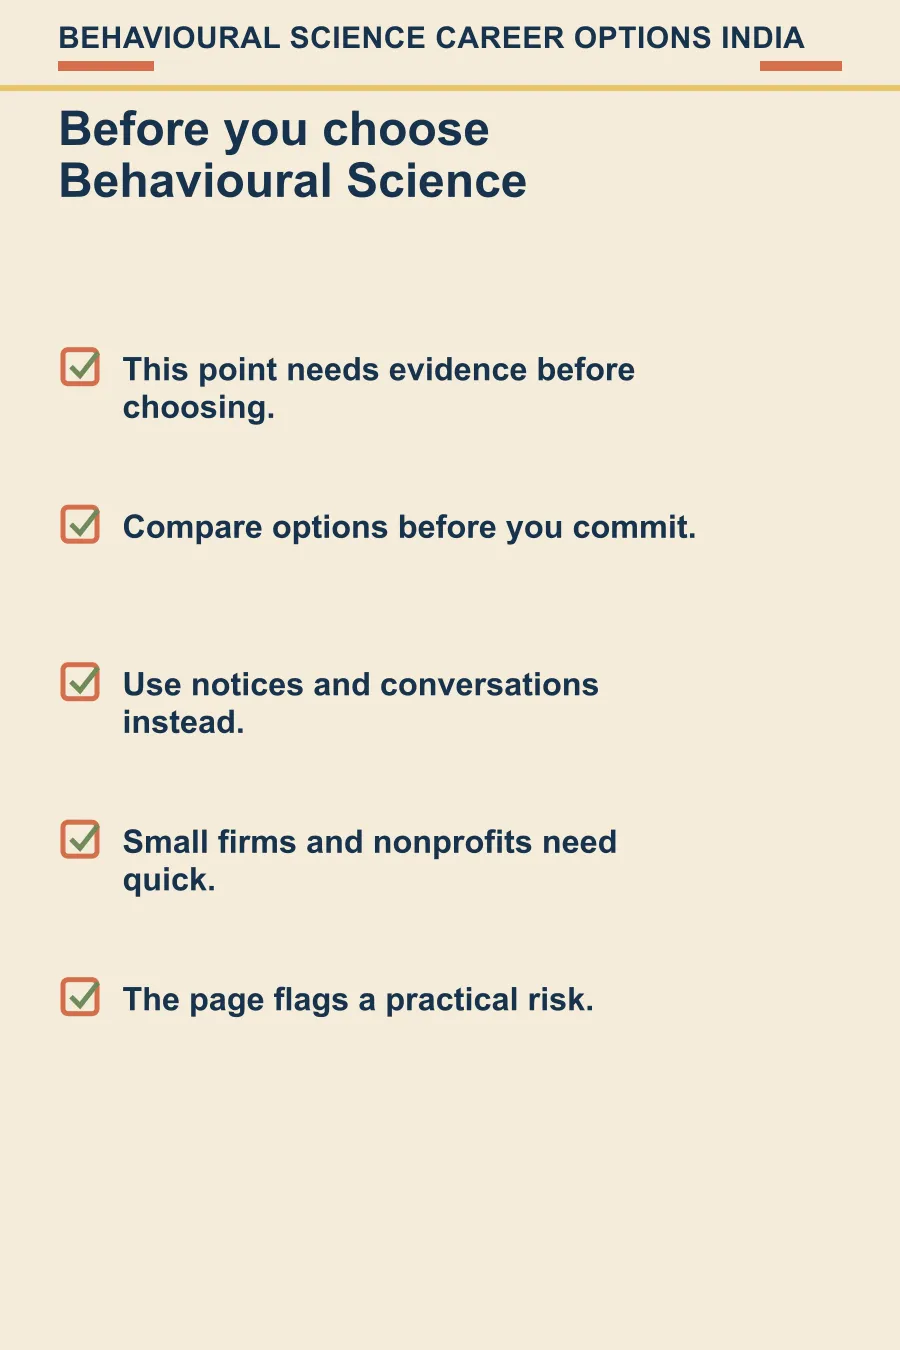 BEHAVIOURAL SCIENCE CAREER OPTIONS INDIA
Before you choose
Behavioural Science
This point needs evidence before
choosing.
Compare options before you commit.
Use notices and conversations
instead.
Small firms and nonprofits need
quick.
The page flags a practical risk.